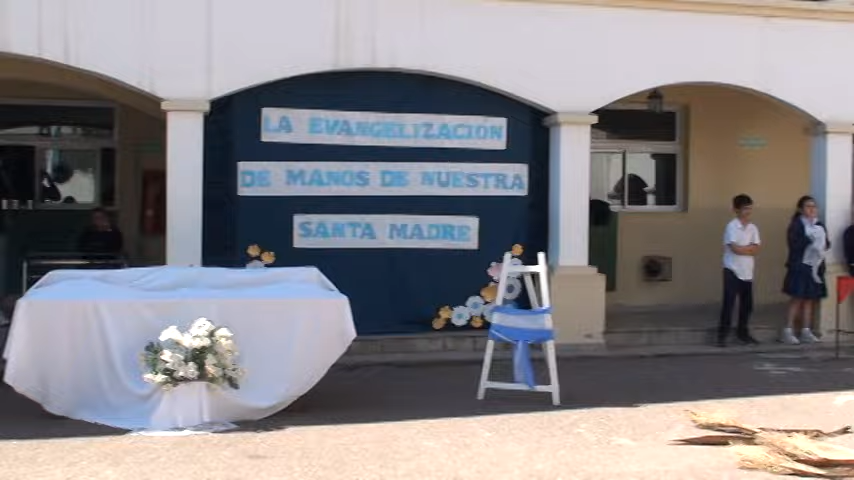 LA EVANGELIZACION
DE MANOS DE NUESTRA
SANTA MADRE